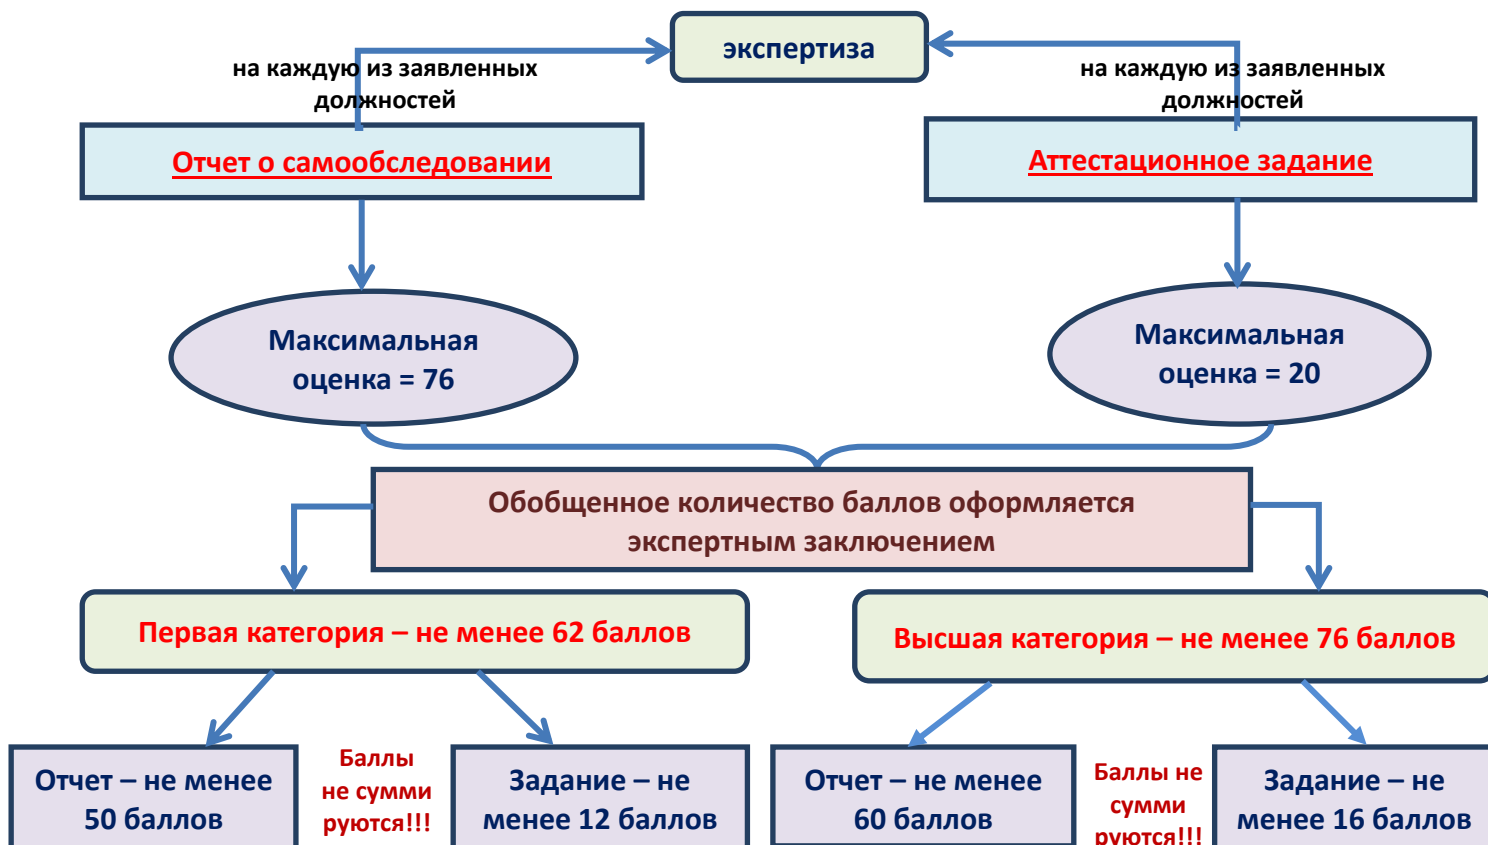 экспертиза
на каждую из заявленных
должностей
на каждую из заявленных
должностей
Отчет о самообследовании
Аттестационное задание
Максимальная
оценка = 76
Максимальная
оценка = 20
Обобщенное количество баллов оформляется
экспертным заключением
Первая категория – не менее 62 баллов
Высшая категория – не менее 76 баллов
Отчет – не менее
50 баллов
Баллы
не сумми
руются!!!
Задание – не
менее 12 баллов
Отчет – не менее
60 баллов
Баллы не
сумми
руются!!!
Задание – не
менее 16 баллов